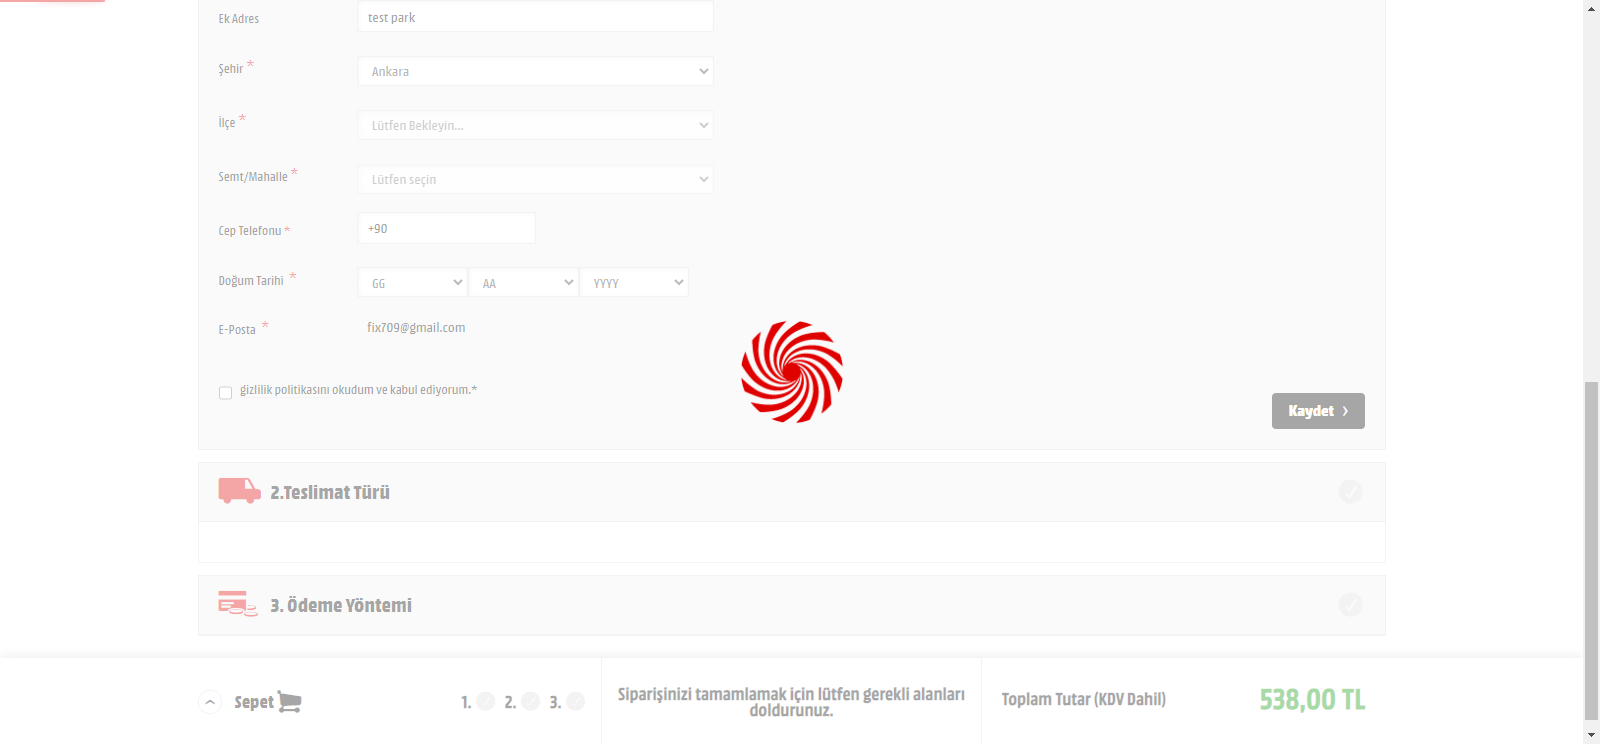 Ek Adres
test park
Şehir *
Ankara
İlçe *
Lütfen Bekleyin...
Semt/Mahalle *
Lütfen seçin
Cep Telefonu *
+90
Doğum Tarihi *
GG
AA
YYYY
E-Posta *
fix709@gmail.com
gizlilik politikasını okudum ve kabul ediyorum.*
Kaydet
2.Teslimat Türü
3. Ödeme Yöntemi
Sepet
1.
2.
3.
Siparişinizi tamamlamak için lütfen gerekli alanları
doldurunuz.
Toplam Tutar (KDV Dahil)
538,00 TL